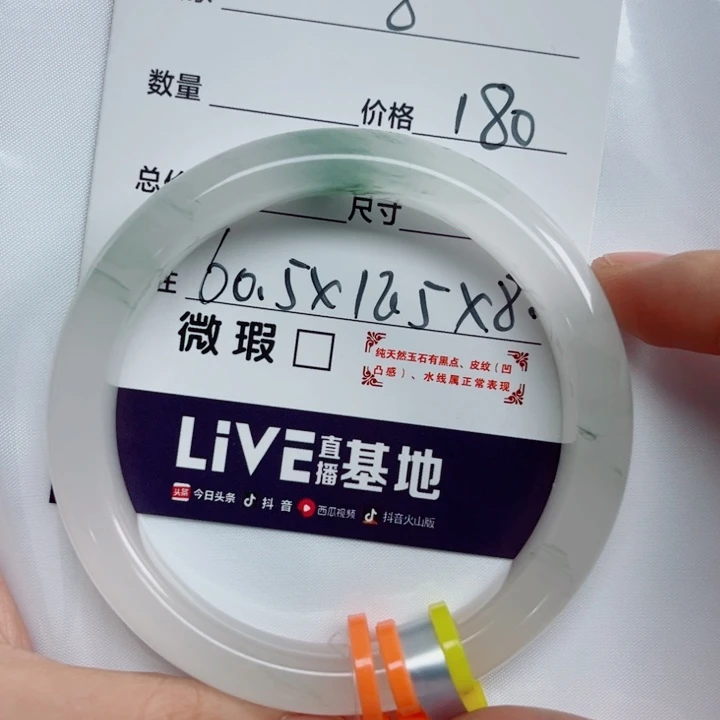 8
数量 价格 180
尺寸
60.5x12.5x8.
微瑕
纯天然玉石有黑点、皮纹（凹
凸感）、水线属正常表现
LiVE直播基地
今日头条 抖音 西瓜视频 抖音火山版